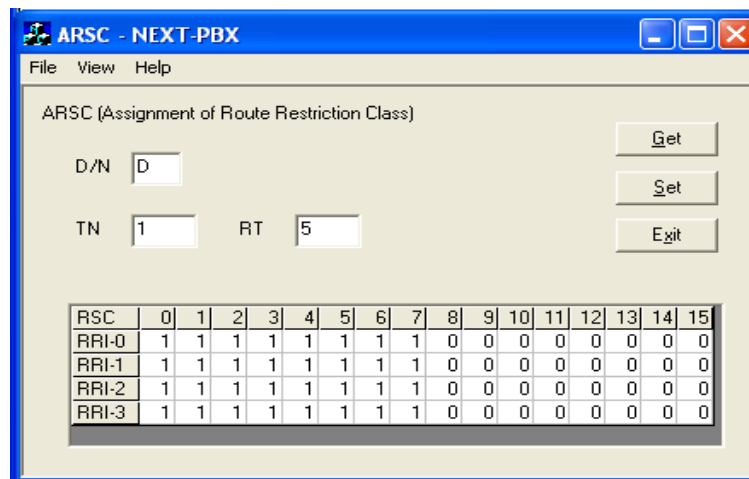 ARSC - NEXT-PBX
File View Help
ARSC (Assignment of Route Restriction Class)
Get
D/N D
Set
TN 1 RT 5
Exit
RSC 0 1 2 3 4 5 6 7 8 9 10 11 12 13 14 15
RRI-0 1 1 1 1 1 1 1 1 0 0 0 0 0 0 0 0
RRI-1 1 1 1 1 1 1 1 1 0 0 0 0 0 0 0 0
RRI-2 1 1 1 1 1 1 1 1 0 0 0 0 0 0 0 0
RRI-3 1 1 1 1 1 1 1 1 0 0 0 0 0 0 0 0